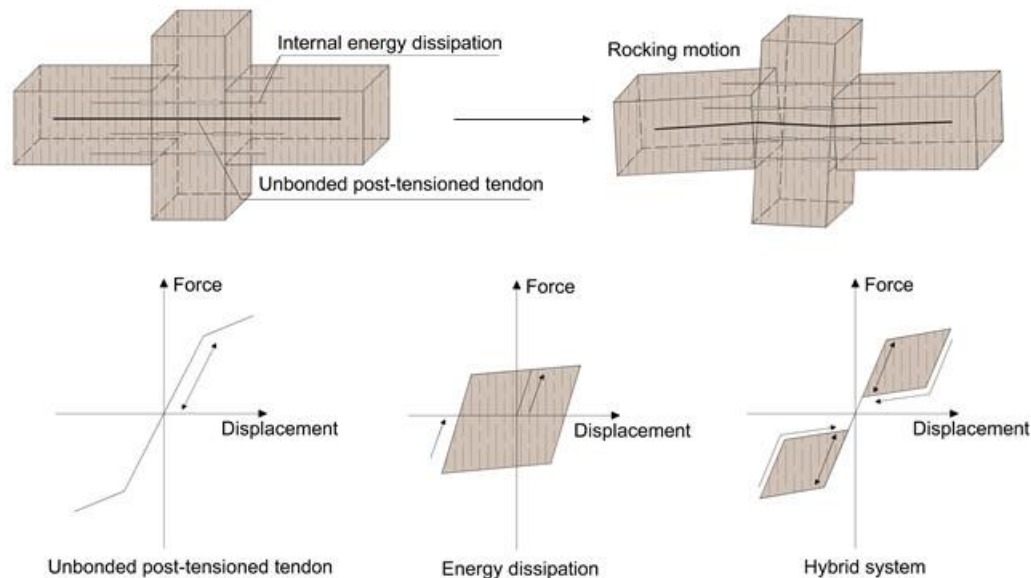 Internal energy dissipation
Rocking motion
Unbonded post-tensioned tendon
Force
Force
Force
Displacement
Displacement
Displacement
Unbonded post-tensioned tendon
Energy dissipation
Hybrid system